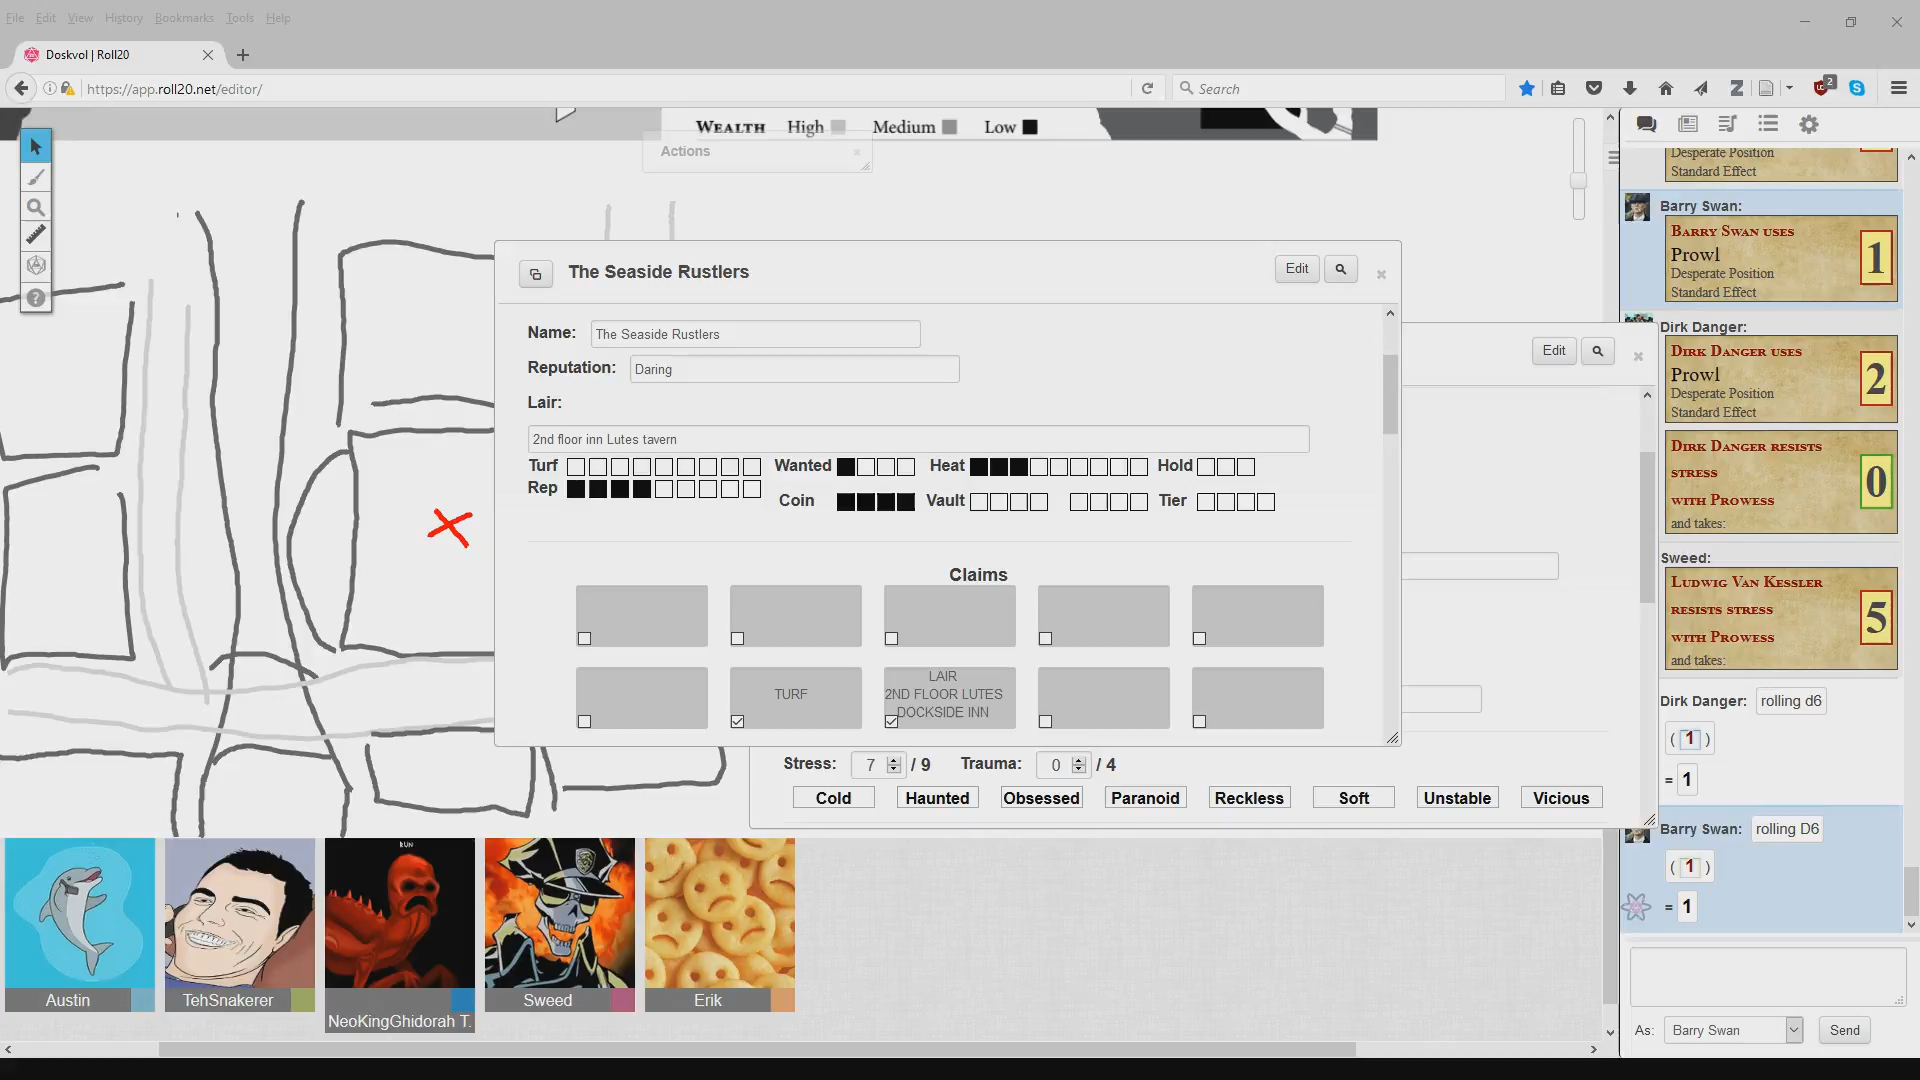 File Edit View History Bookmarks Tools Help
Doskvol | Roll20
https://app.roll20.net/editor/
Search
2
WEALTH High Medium Low
Actions
The Seaside Rustlers
Edit
Name: The Seaside Rustlers
Reputation: Daring
Lair:
2nd floor inn Lutes tavern
Turf
Wanted
Heat
Hold
Rep
Coin
Vault
Tier
Claims
TURF
LAIR
2ND FLOOR LUTES
DOCKSIDE INN
Edit
Stress: 7 / 9 Trauma: 0 / 4
Cold Haunted Obsessed Paranoid Reckless Soft Unstable Vicious
RUN
Austin
TehSnakerer
NeoKingGhidorah T.
Sweed
Erik
Desperate Position
Standard Effect
Barry Swan:
BARRY SWAN USES
Prowl
Desperate Position
Standard Effect
1
Dirk Danger:
DIRK DANGER USES
Prowl
Desperate Position
Standard Effect
2
DIRK DANGER RESISTS
STRESS
WITH PROWESS
and takes:
0
Sweed:
LUDWIG VAN KESSLER
RESISTS STRESS
WITH PROWESS
and takes:
5
Dirk Danger: rolling d6
( 1 )
= 1
Barry Swan: rolling D6
( 1 )
= 1
As: Barry Swan Send